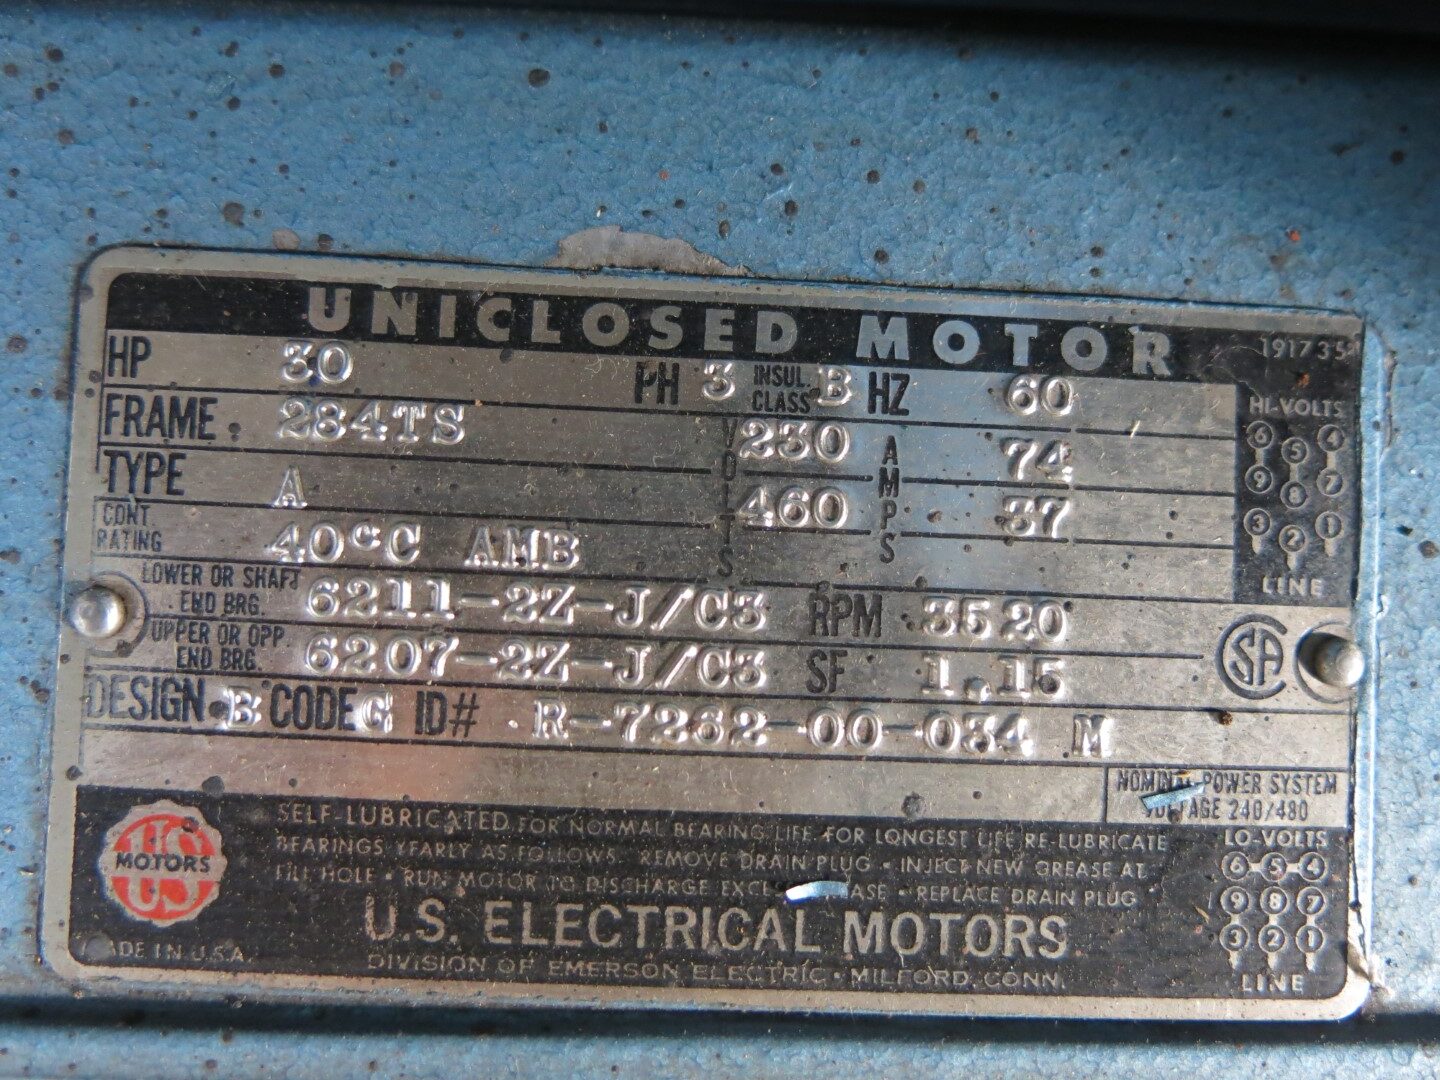 UNICLOSED MOTOR 191735
HP 30 PH 3 INSUL. CLASS B HZ 60
FRAME 284TS VOLTS 230 AMPS 74
TYPE A 460 37
CONT. RATING 40°C AMB
LOWER OR SHAFT END BRG. 6211-2Z-J/C3 RPM 3520
UPPER OR OPP. END BRG. 6207-2Z-J/C3 SF 1.15
DESIGN B CODE G ID# R-7262-00-034 M
HI-VOLTS
6 5 4
9 8 7
3 2 1
LINE
CSA
NOMINAL POWER SYSTEM
VOLTAGE 240/480
US MOTORS
MADE IN U.S.A.
SELF-LUBRICATED FOR NORMAL BEARING LIFE. FOR LONGEST LIFE RE-LUBRICATE
BEARINGS YEARLY AS FOLLOWS. REMOVE DRAIN PLUG • INJECT NEW GREASE AT
FILL HOLE • RUN MOTOR TO DISCHARGE EXCESS GREASE • REPLACE DRAIN PLUG
U.S. ELECTRICAL MOTORS
DIVISION OF EMERSON ELECTRIC • MILFORD, CONN.
LO-VOLTS
6-5-4
9 8 7
3 2 1
LINE